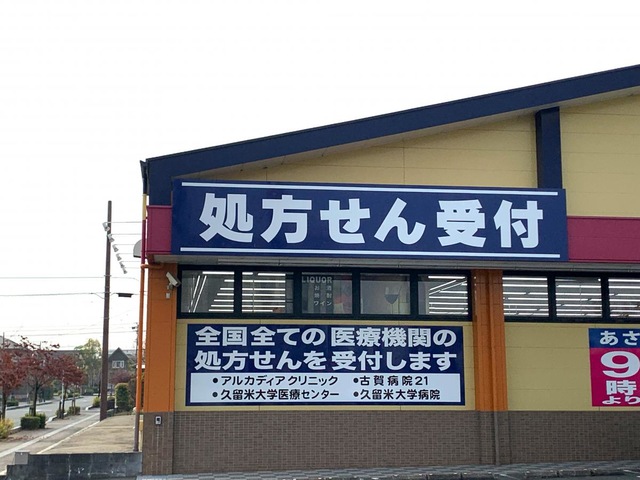 処方せん受付
LIQUOR
全国全ての医療機関の
処方せんを受付します
•アルカディアクリニック •古賀病院21
•久留米大学医療センター •久留米大学病院
あさ
9
時
より